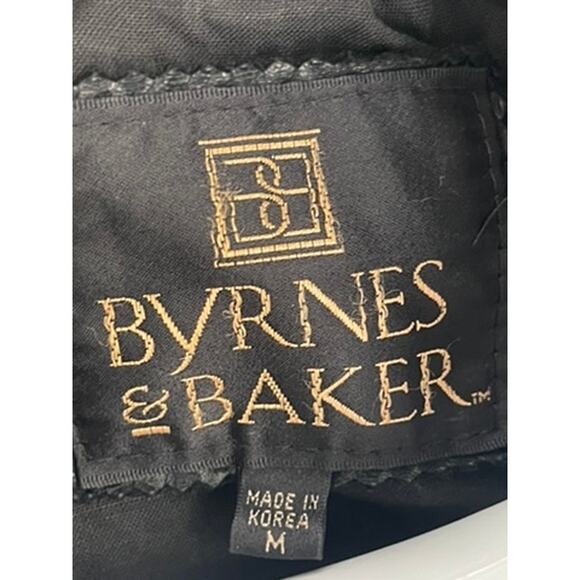 BYRNES
& BAKER™
MADE IN
KOREA
M